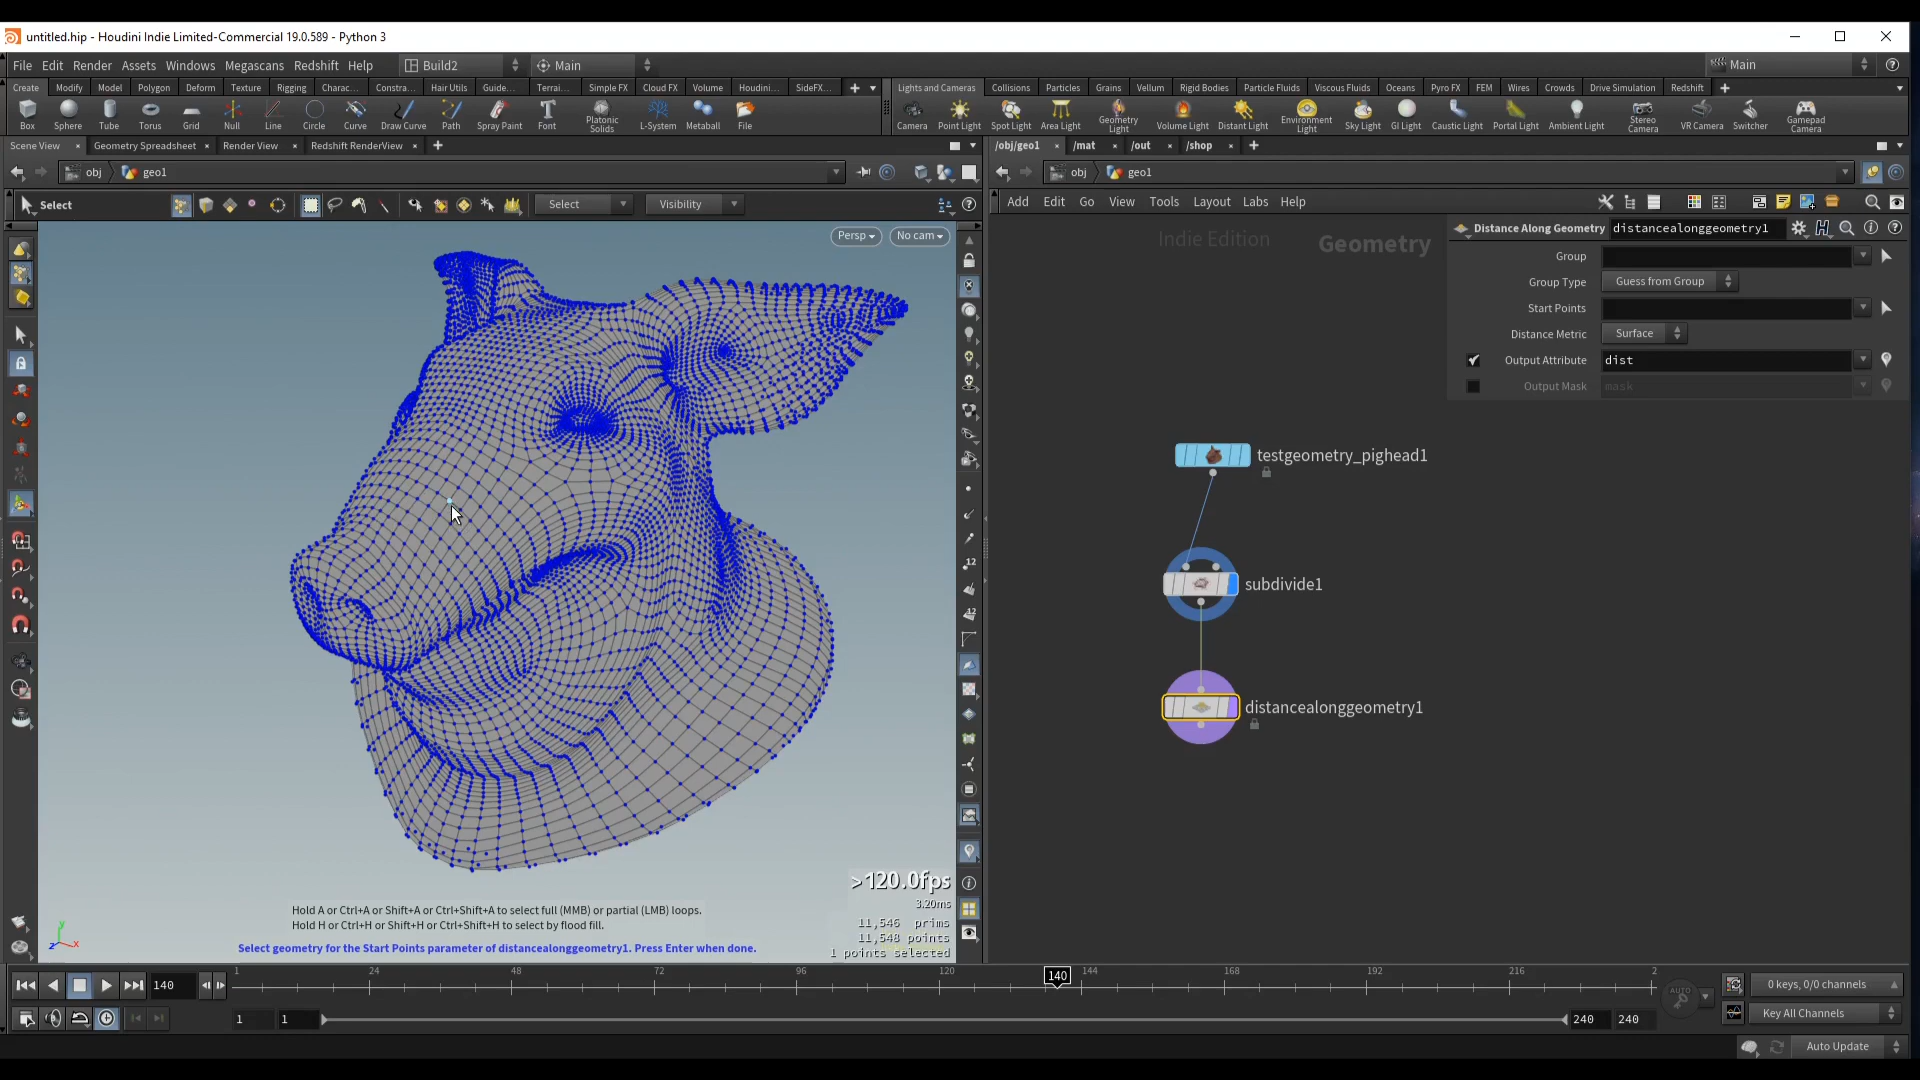 untitled.hip - Houdini Indie Limited-Commercial 19.0.589 - Python 3
File Edit Render Assets Windows Megascans Redshift Help Build2 Main Main
Create Modify Model Polygon Deform Texture Rigging Charac... Constra... Hair Utils Guide... Terrai... Simple FX Cloud FX Volume Houdini... SideFX...
Lights and Cameras Collisions Particles Grains Vellum Rigid Bodies Particle Fluids Viscous Fluids Oceans Pyro FX FEM Wires Crowds Drive Simulation Redshift
Box Sphere Tube Torus Grid Null Line Circle Curve Draw Curve Path Spray Paint Font Platonic Solids L-System Metaball File
Camera Point Light Spot Light Area Light Geometry Light Volume Light Distant Light Environment Light Sky Light GI Light Caustic Light Portal Light Ambient Light Stereo Camera VR Camera Switcher Gamepad Camera
Scene View Geometry Spreadsheet Render View Redshift RenderView
/obj/geo1 /mat /out /shop
obj geo1
obj geo1
Select Select Visibility
Add Edit Go View Tools Layout Labs Help
Persp No cam
Indie Edition Geometry
Distance Along Geometry distancealonggeometry1
Group
Group Type Guess from Group
Start Points
Distance Metric Surface
Output Attribute dist
Output Mask mask
testgeometry_pighead1
subdivide1
distancealonggeometry1
12
12
>120.0fps
3.20ms
11,546 prims
11,548 points
1 points selected
Hold A or Ctrl+A or Shift+A or Ctrl+Shift+A to select full (MMB) or partial (LMB) loops.
Hold H or Ctrl+H or Shift+H or Ctrl+Shift+H to select by flood fill.
Select geometry for the Start Points parameter of distancealonggeometry1. Press Enter when done.
y
z x
140
1 24 48 72 96 120 140 144 168 192 216 2
AUTO
0 keys, 0/0 channels
1 1 240 240
Key All Channels
Auto Update